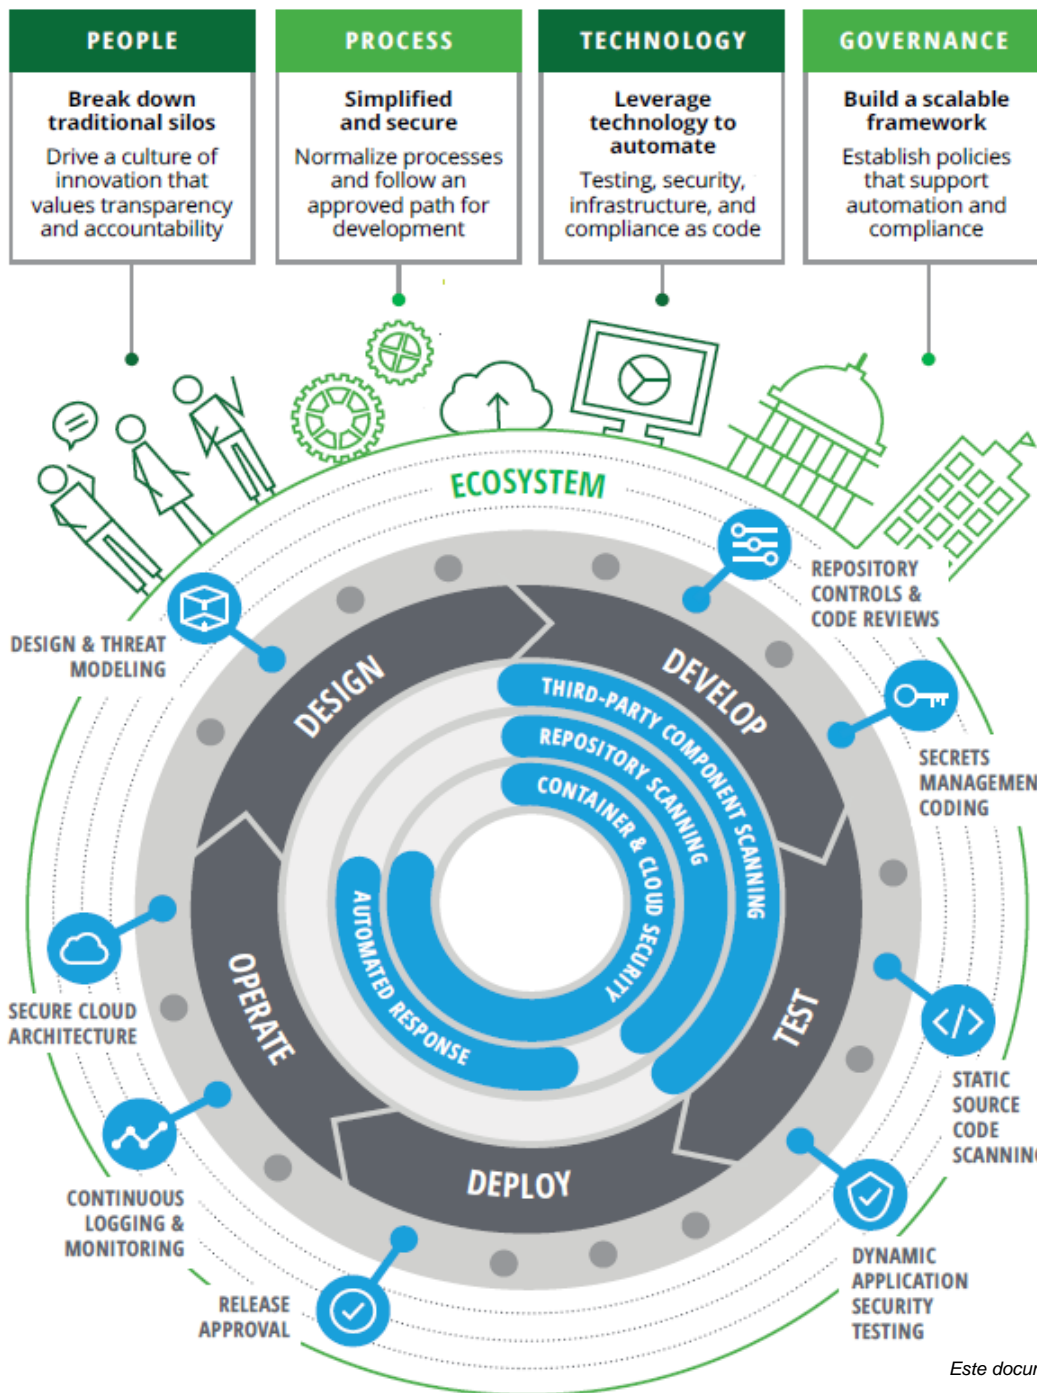 PEOPLE
Break down
traditional silos
Drive a culture of
innovation that
values transparency
and accountability
PROCESS
Simplified
and secure
Normalize processes
and follow an
approved path for
development
TECHNOLOGY
Leverage
technology to
automate
Testing, security,
infrastructure, and
compliance as code
GOVERNANCE
Build a scalable
framework
Establish policies
that support
automation and
compliance
ECOSYSTEM
DESIGN & THREAT
MODELING
REPOSITORY
CONTROLS &
CODE REVIEWS
SECRETS
MANAGEMEN
CODING
STATIC
SOURCE
CODE
SCANNIN
DYNAMIC
APPLICATION
SECURITY
TESTING
RELEASE
APPROVAL
CONTINUOUS
LOGGING &
MONITORING
SECURE CLOUD
ARCHITECTURE
DESIGN
DEVELOP
TEST
DEPLOY
OPERATE
THIRD-PARTY COMPONENT SCANNING
REPOSITORY SCANNING
CONTAINER & CLOUD SECURITY
AUTOMATED RESPONSE
</>
Este docum